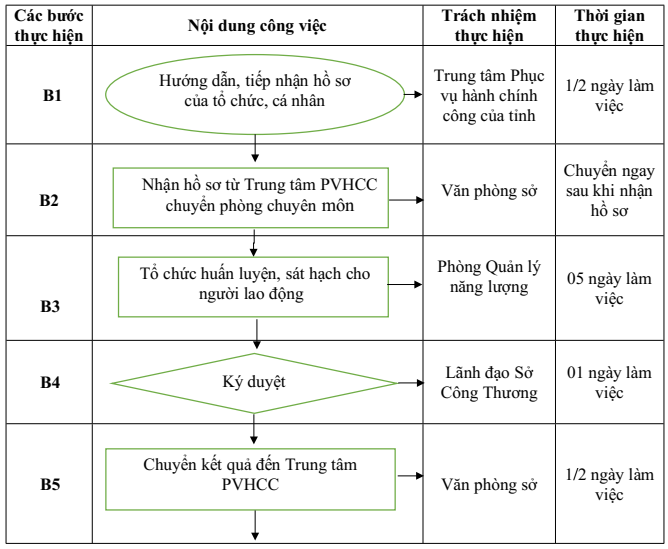 Các bước
thực hiện
Nội dung công việc
Trách nhiệm
thực hiện
Thời gian
thực hiện
B1
Hướng dẫn, tiếp nhận hồ sơ
của tổ chức, cá nhân
Trung tâm Phục
vụ hành chính
công của tỉnh
1/2 ngày làm
việc
B2
Nhận hồ sơ từ Trung tâm PVHCC
chuyển phòng chuyên môn
Văn phòng sở
Chuyển ngay
sau khi nhận
hồ sơ
B3
Tổ chức huấn luyện, sát hạch cho
người lao động
Phòng Quản lý
năng lượng
05 ngày làm
việc
B4
Ký duyệt
Lãnh đạo Sở
Công Thương
01 ngày làm
việc
B5
Chuyển kết quả đến Trung tâm
PVHCC
Văn phòng sở
1/2 ngày làm
việc